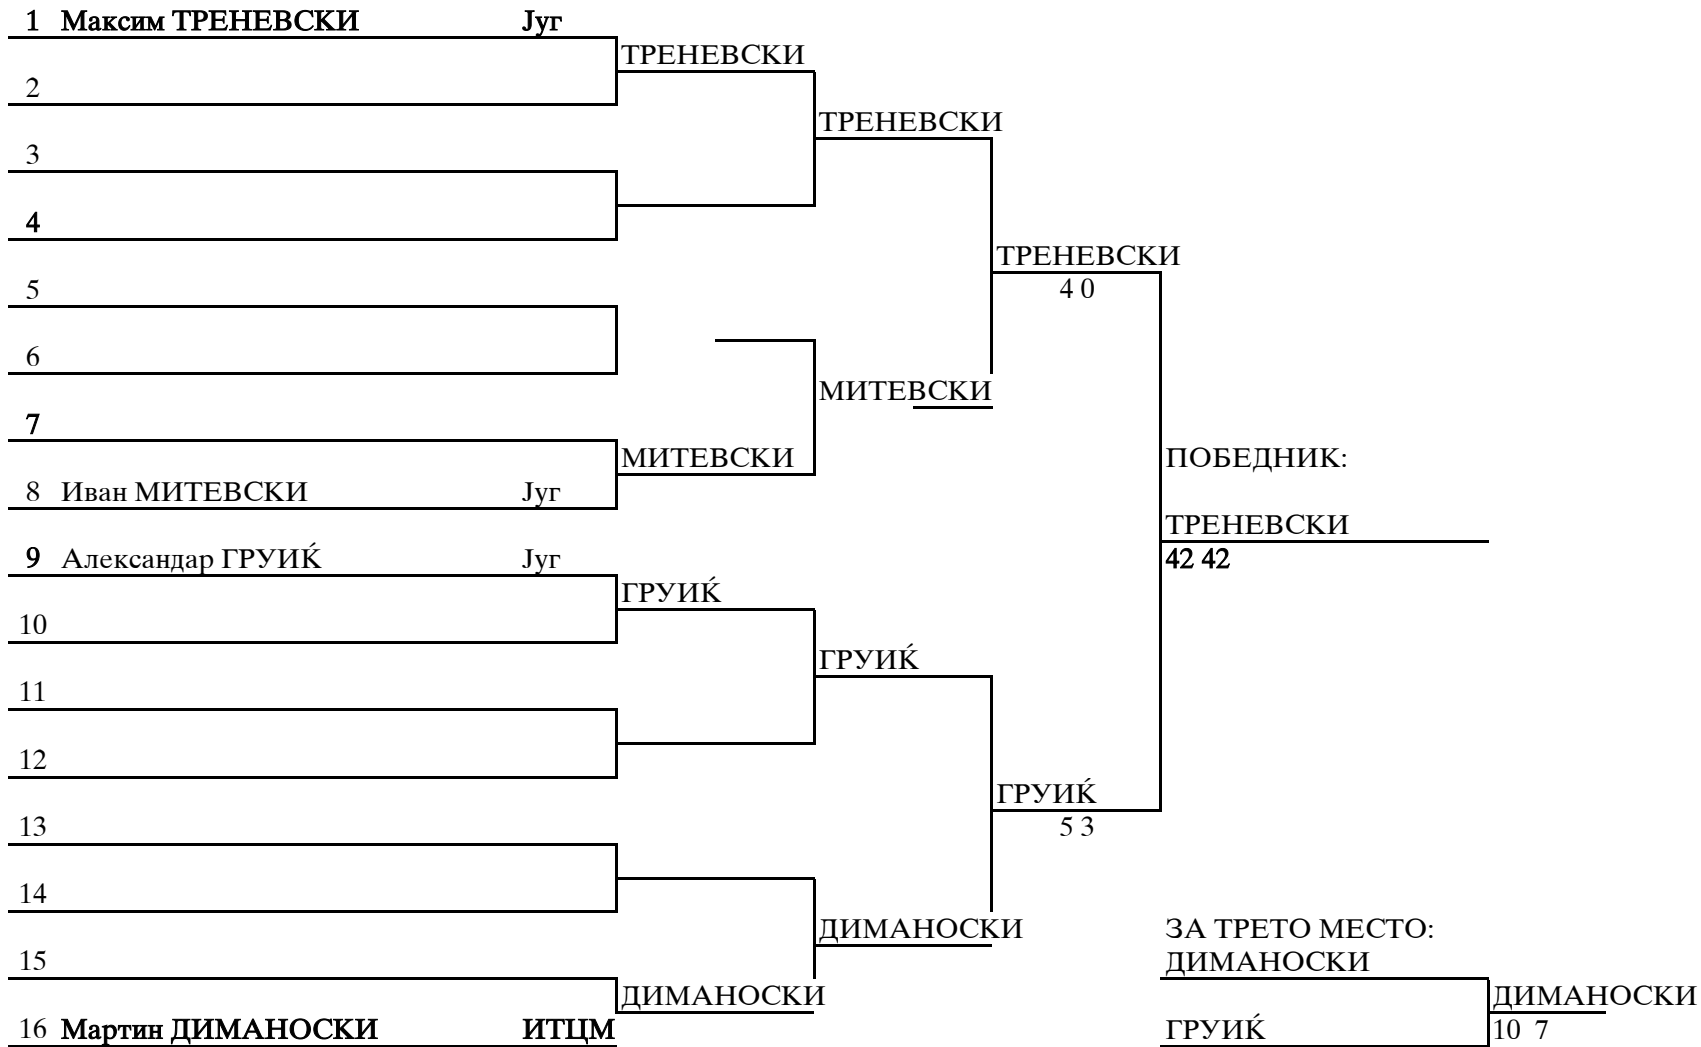 1 Максим ТРЕНЕВСКИ Југ
ТРЕНЕВСКИ
2
ТРЕНЕВСКИ
3
4
ТРЕНЕВСКИ
5
4 0
6
МИТЕВСКИ
7
МИТЕВСКИ
ПОБЕДНИК:
8 Иван МИТЕВСКИ Југ
ТРЕНЕВСКИ
9 Александар ГРУИЌ Југ
42 42
ГРУИЌ
10
ГРУИЌ
11
12
ГРУИЌ
13
5 3
14
ДИМАНОСКИ
ЗА ТРЕТО МЕСТО:
15
ДИМАНОСКИ
ДИМАНОСКИ
ДИМАНОСКИ
16 Мартин ДИМАНОСКИ ИТЦМ
ГРУИЌ
10 7